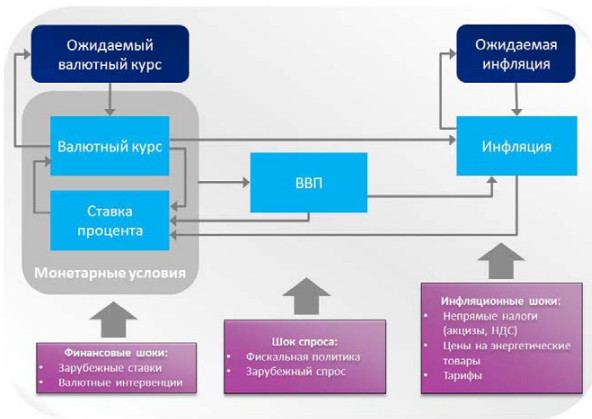 Ожидаемый
валютный курс
Ожидаемая
инфляция
Валютный курс
Инфляция
ВВП
Ставка
процента
Монетарные условия
Финансовые шоки:
• Зарубежные ставки
• Валютные интервенции
Шок спроса:
• Фискальная политика
• Зарубежный спрос
Инфляционные шоки:
• Непрямые налоги
(акцизы, НДС)
• Цены на энергетические
товары
• Тарифы